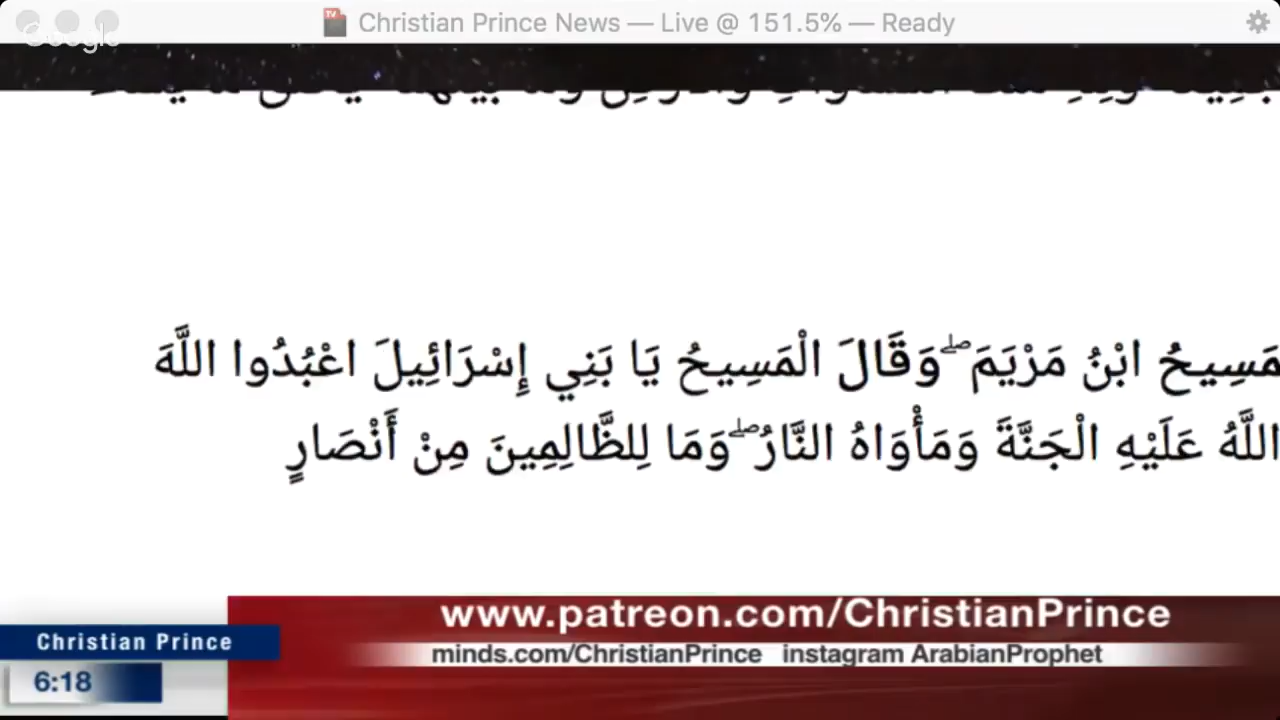 Christian Prince News — Live @ 151.5% — Ready
Google
مَسِيحُ ابْنُ مَرْيَمَ ۖ وَقَالَ الْمَسِيحُ يَا بَنِي إِسْرَائِيلَ اعْبُدُوا اللَّهَ
اللَّهُ عَلَيْهِ الْجَنَّةَ وَمَأْوَاهُ النَّارُ ۖ وَمَا لِلظَّالِمِينَ مِنْ أَنْصَارٍ
www.patreon.com/ChristianPrince
Christian Prince
minds.com/ChristianPrince instagram ArabianProphet
6:18